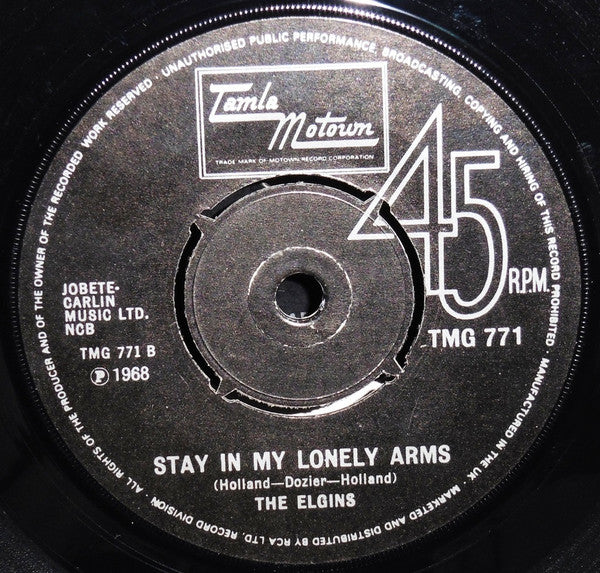 ALL RIGHTS OF THE PRODUCER AND OF THE OWNER OF THE RECORDED WORK RESERVED · UNAUTHORISED PUBLIC PERFORMANCE, BROADCASTING, COPYING AND HIRING OF THIS RECORD PROHIBITED · MANUFACTURED IN THE UK. MARKETED AND DISTRIBUTED BY RCA LTD. RECORD DIVISION ·
Tamla
Motown
TRADE MARK OF MOTOWN RECORD CORPORATION
45
R.P.M.
JOBETE-
CARLIN
MUSIC LTD.
NCB
TMG 771
TMG 771 B
℗ 1968
STAY IN MY LONELY ARMS
(Holland—Dozier—Holland)
THE ELGINS